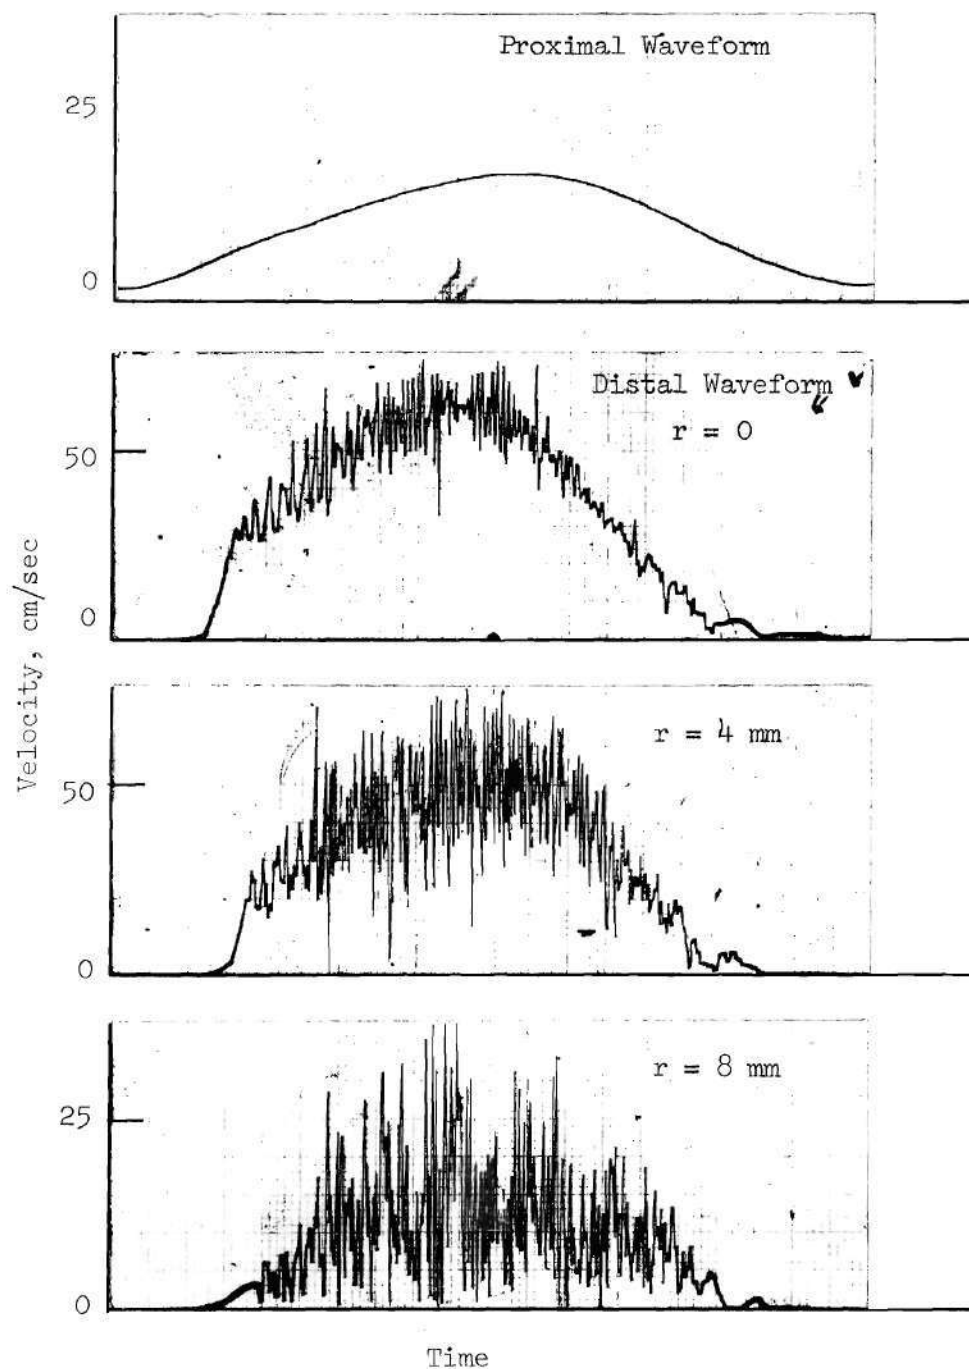 Proximal Waveform
25
0
Distal Waveform
r = 0
50
0
Velocity, cm/sec
r = 4 mm
50
0
r = 8 mm
25
0
Time